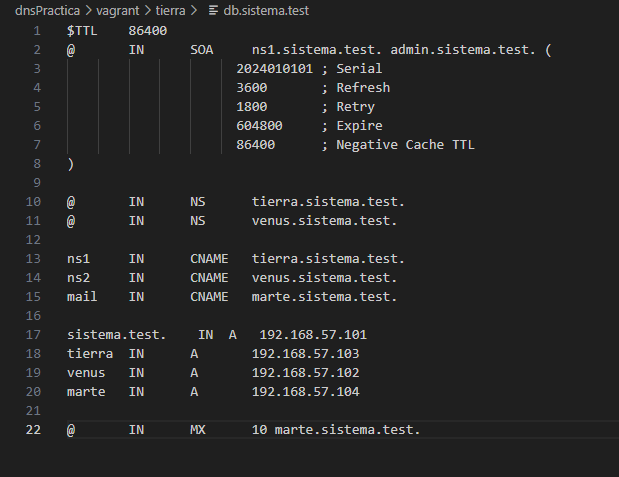 dnsPractica > vagrant > tierra > db.sistema.test
1 $TTL 86400
2 @ IN SOA ns1.sistema.test. admin.sistema.test. (
3 2024010101 ; Serial
4 3600 ; Refresh
5 1800 ; Retry
6 604800 ; Expire
7 86400 ; Negative Cache TTL
8 )
9
10 @ IN NS tierra.sistema.test.
11 @ IN NS venus.sistema.test.
12
13 ns1 IN CNAME tierra.sistema.test.
14 ns2 IN CNAME venus.sistema.test.
15 mail IN CNAME marte.sistema.test.
16
17 sistema.test. IN A 192.168.57.101
18 tierra IN A 192.168.57.103
19 venus IN A 192.168.57.102
20 marte IN A 192.168.57.104
21
22 @ IN MX 10 marte.sistema.test.